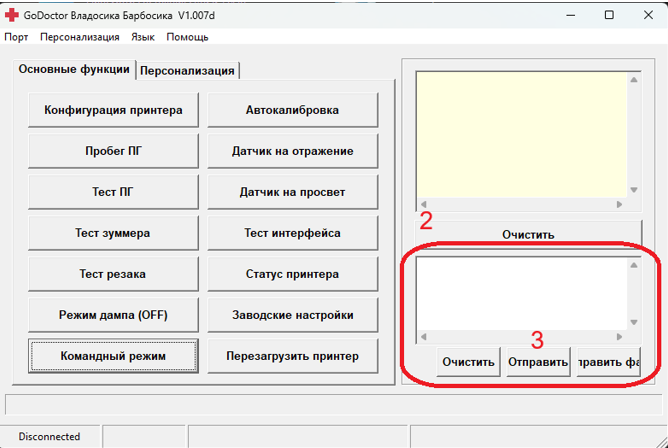 GoDoctor Владосика Барбосика V1.007d
Порт Персонализация Язык Помощь
Основные функции Персонализация
Конфигурация принтера Автокалибровка
Пробег ПГ Датчик на отражение
Тест ПГ Датчик на просвет
2
Тест зуммера Тест интерфейса Очистить
Тест резака Статус принтера
Режим дампа (OFF) Заводские настройки
3
Командный режим Перезагрузить принтер Очистить Отправить править фа
Disconnected